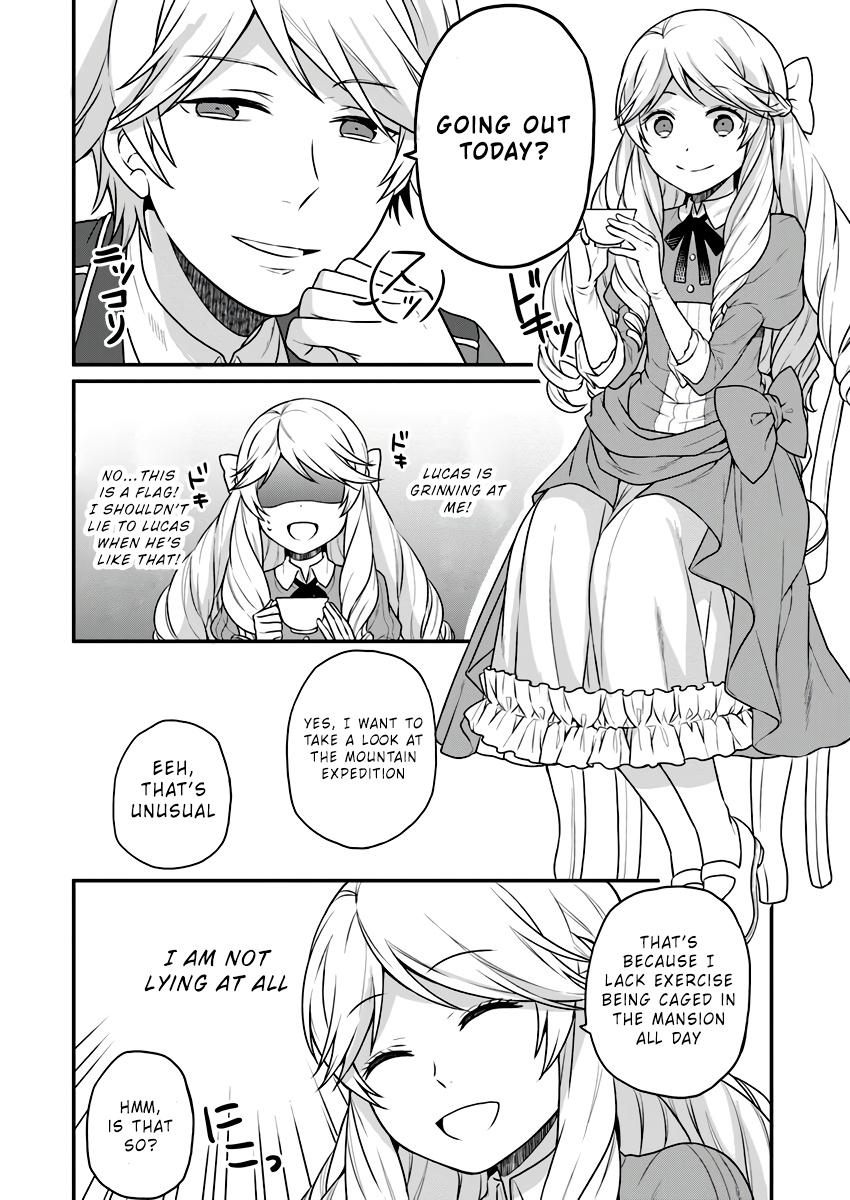 GOING OUT
TODAY?
ドキッ
スッ
ニッコリ
LUCAS IS
GRINNING AT
ME!
ドキ
ドキ
NO...THIS
IS A FLAG!
I SHOULDN'T
LIE TO LUCAS
WHEN HE'S
LIKE THAT!
YES, I WANT TO
TAKE A LOOK AT
THE MOUNTAIN
EXPEDITION
EEH,
THAT'S
UNUSUAL
THAT'S
BECAUSE I
LACK EXERCISE
BEING CAGED IN
THE MANSION
ALL DAY
I AM NOT
LYING AT ALL
にこっ
HMM,
IS THAT
SO?